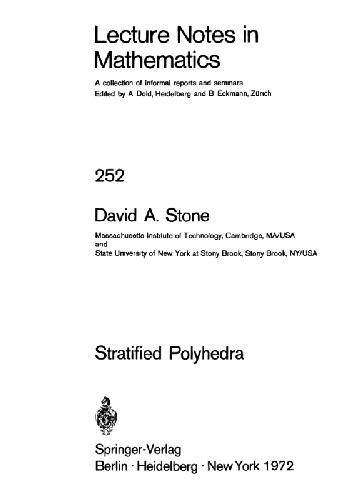 Lecture Notes in
Mathematics
A collection of informal reports and seminars
Edited by A. Dold, Heidelberg and B. Eckmann, Zürich
252
David A. Stone
Massachusetts Institute of Technology, Cambridge, MA/USA
and
State University of New York at Stony Brook, Stony Brook, NY/USA
Stratified Polyhedra
Springer-Verlag
Berlin · Heidelberg · New York 1972